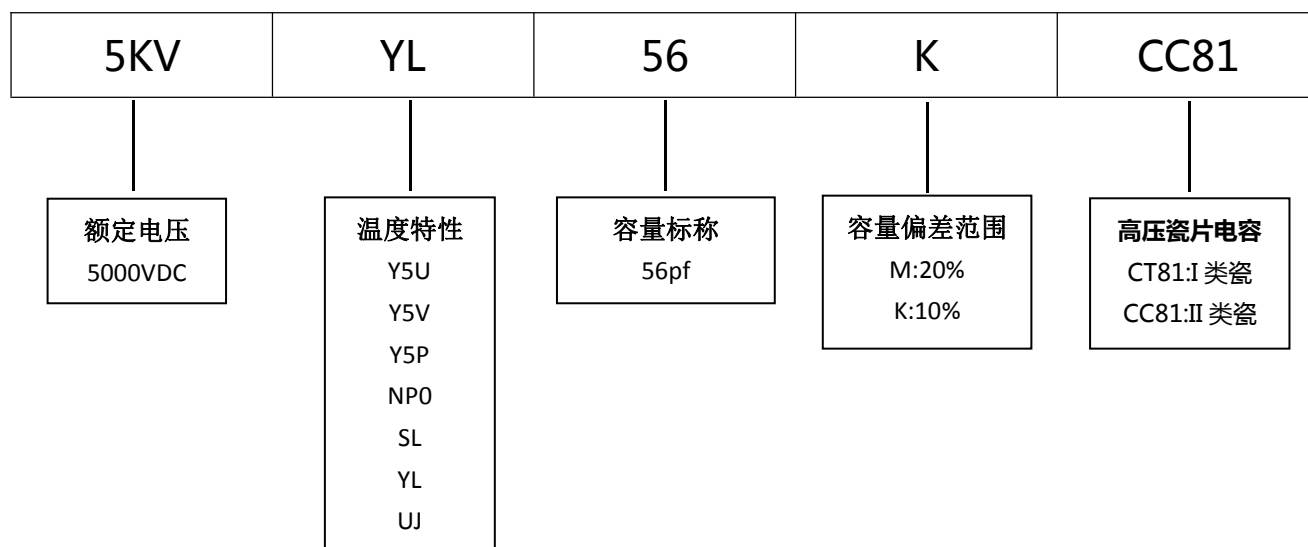 5KV YL 56 K CC81
额定电压
5000VDC
温度特性
Y5U
Y5V
Y5P
NP0
SL
YL
UJ
容量标称
56pf
容量偏差范围
M:20%
K:10%
高压瓷片电容
CT81:I 类瓷
CC81:II 类瓷